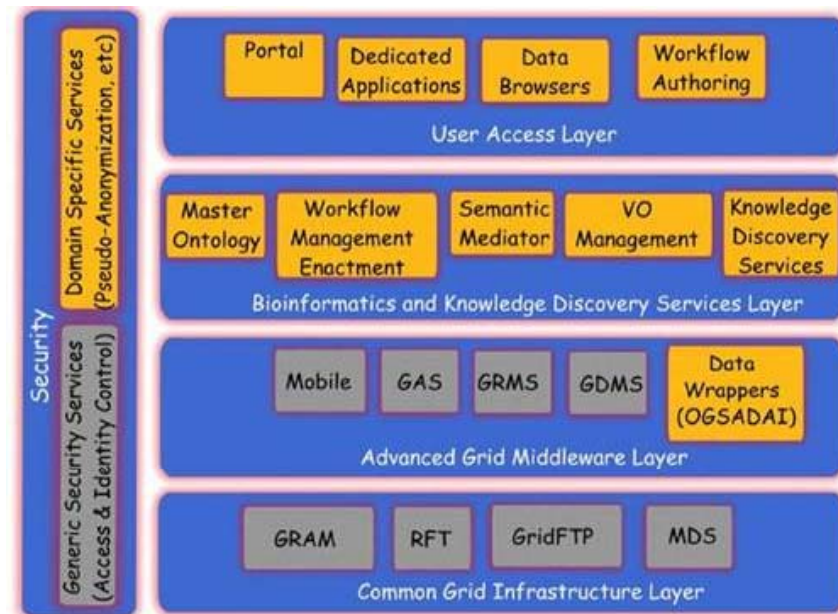 Security
Domain Specific Services
(Pseudo-Anonymization, etc)
Generic Security Services
(Access & Identity Control)
Portal
Dedicated
Applications
Data
Browsers
Workflow
Authoring
User Access Layer
Master
Ontology
Workflow
Management
Enactment
Semantic
Mediator
VO
Management
Knowledge
Discovery
Services
Bioinformatics and Knowledge Discovery Services Layer
Mobile
GAS
GRMS
GDMS
Data
Wrappers
(OGSADAI)
Advanced Grid Middleware Layer
GRAM
RFT
GridFTP
MDS
Common Grid Infrastructure Layer